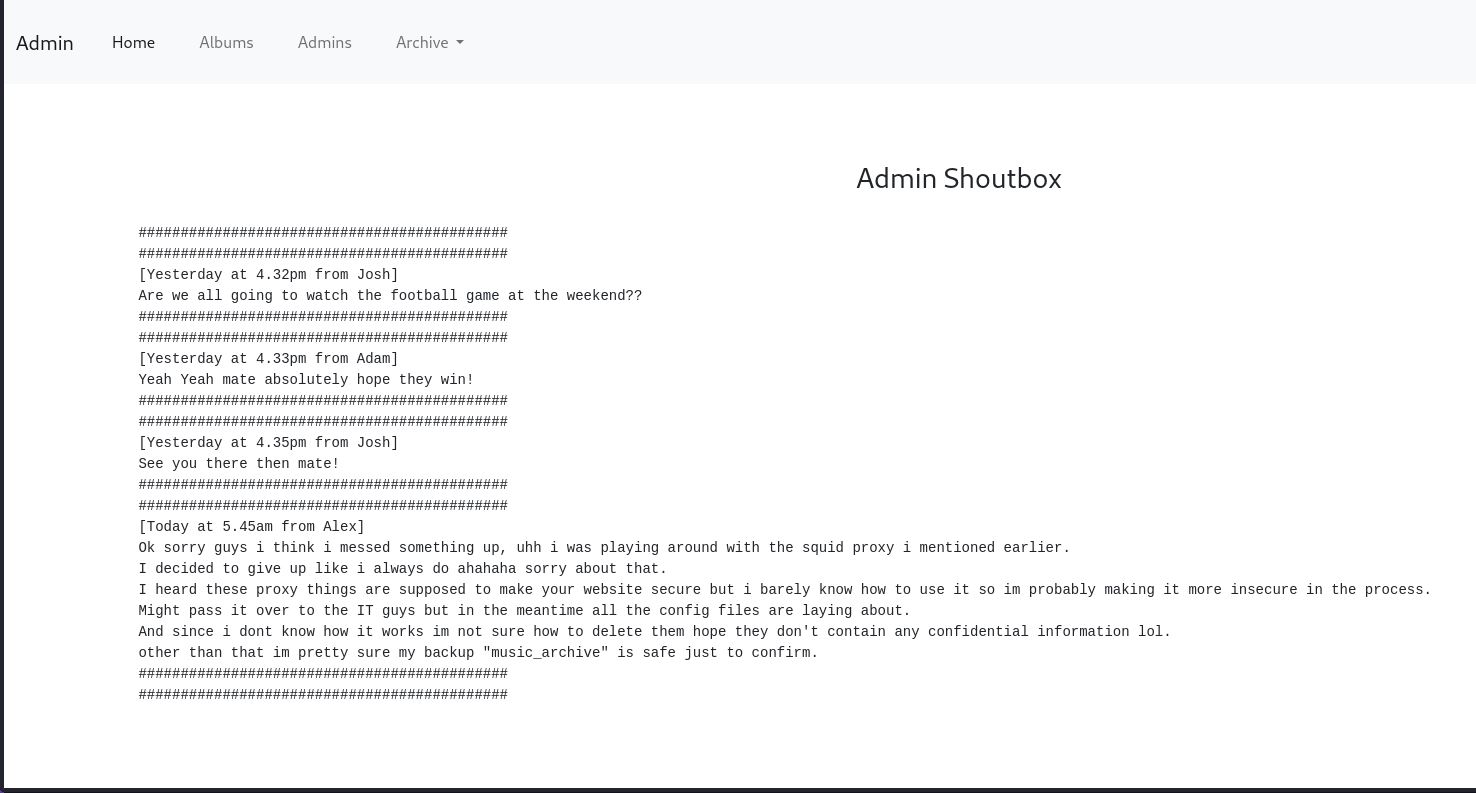 Admin Home Albums Admins Archive
Admin Shoutbox
############################################
############################################
[Yesterday at 4.32pm from Josh]
Are we all going to watch the football game at the weekend??
############################################
############################################
[Yesterday at 4.33pm from Adam]
Yeah Yeah mate absolutely hope they win!
############################################
############################################
[Yesterday at 4.35pm from Josh]
See you there then mate!
############################################
############################################
[Today at 5.45am from Alex]
Ok sorry guys i think i messed something up, uhh i was playing around with the squid proxy i mentioned earlier.
I decided to give up like i always do ahahaha sorry about that.
I heard these proxy things are supposed to make your website secure but i barely know how to use it so im probably making it more insecure in the process.
Might pass it over to the IT guys but in the meantime all the config files are laying about.
And since i dont know how it works im not sure how to delete them hope they don't contain any confidential information lol.
other than that im pretty sure my backup "music_archive" is safe just to confirm.
############################################
############################################